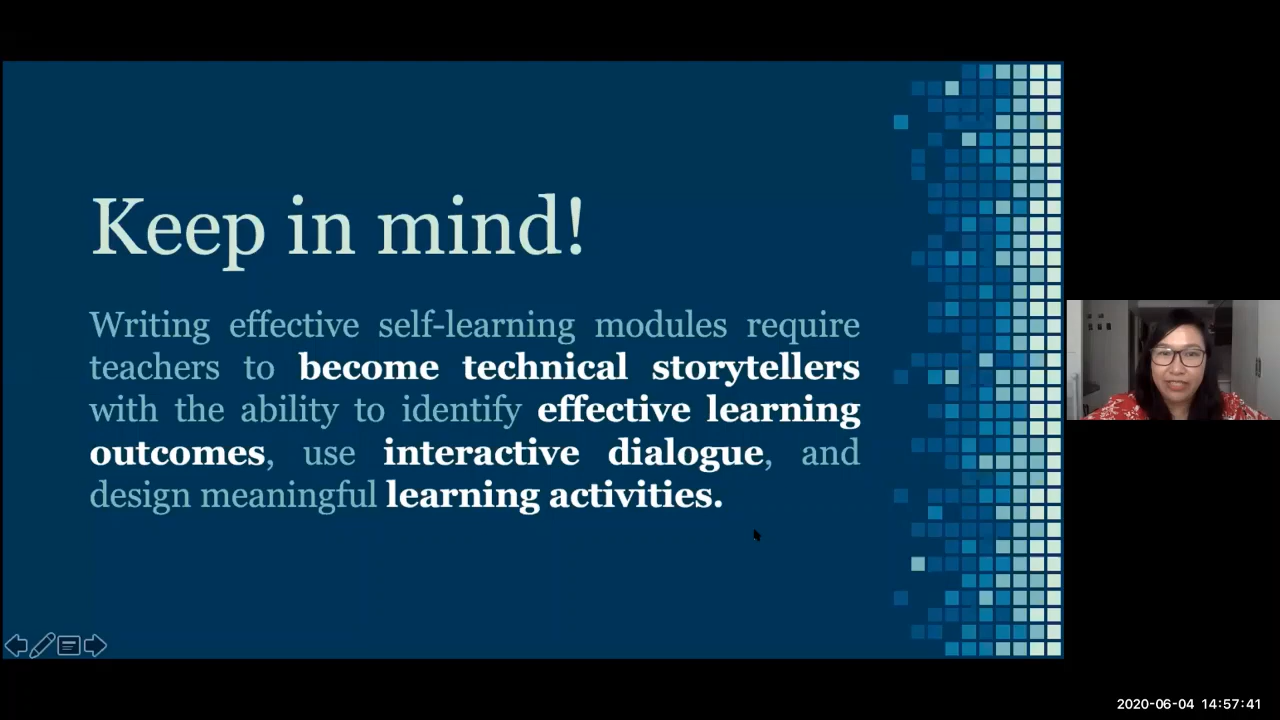 Keep in mind!
Writing effective self-learning modules require
teachers to become technical storytellers
with the ability to identify effective learning
outcomes, use interactive dialogue, and
design meaningful learning activities.
2020-06-04 14:57:41